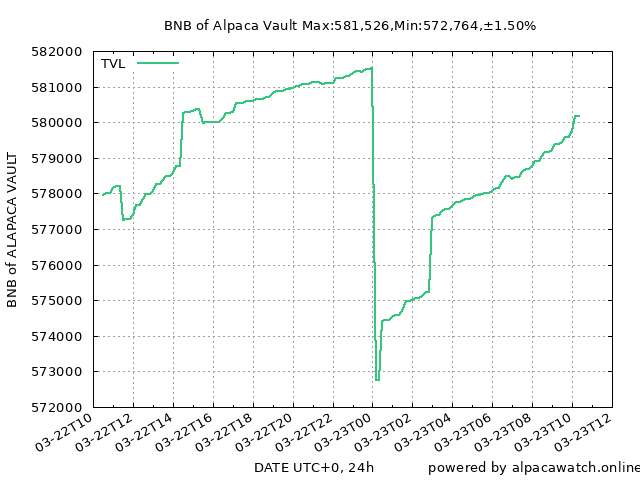 BNB of Alpaca Vault Max:581,526,Min:572,764,±1.50%
TVL
582000
581000
580000
579000
578000
577000
576000
575000
574000
573000
572000
BNB of ALAPACA VAULT
03-22T10
03-22T12
03-22T14
03-22T16
03-22T18
03-22T20
03-22T22
03-23T00
03-23T02
03-23T04
03-23T06
03-23T08
03-23T10
03-23T12
DATE UTC+0, 24h
powered by alpacawatch.online